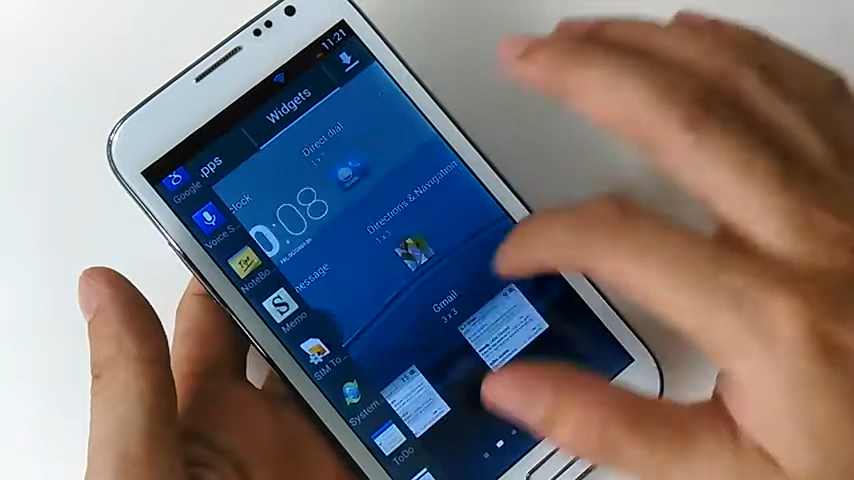 11:21
Widgets
pps
Direct dial
1 x 1
Google
lock
Voice S...
0:08
Directions & Navigation
1 x 1
NoteBo...
essage
Memo
S
Gmail
3 x 3
SIM To...
System...
ToDo